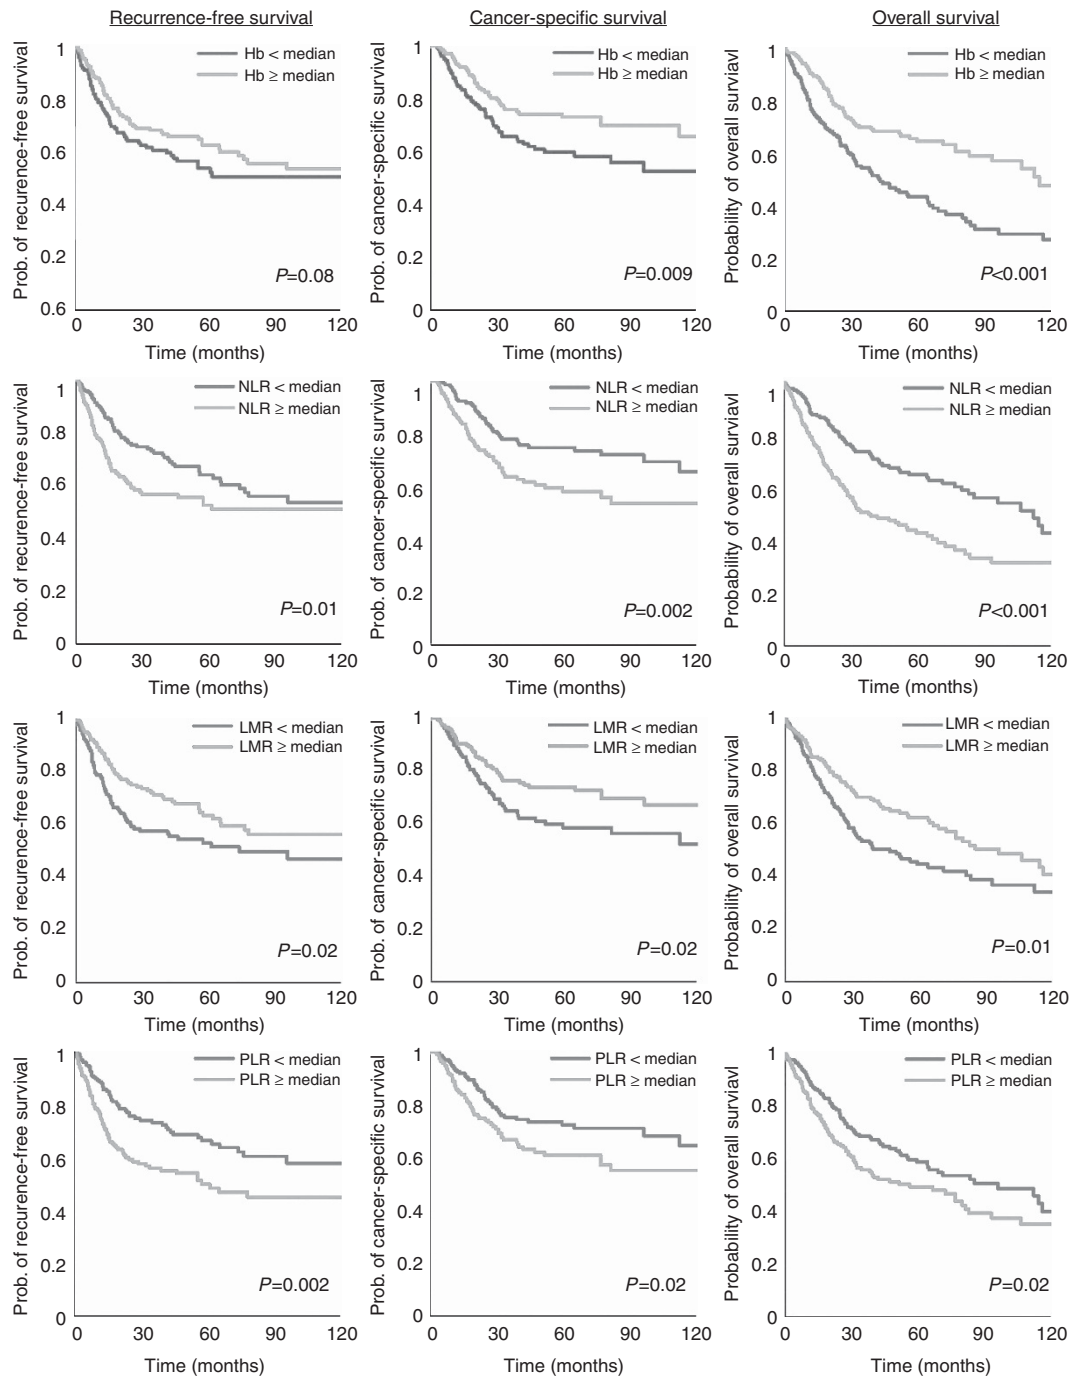 Recurrence-free survival
Cancer-specific survival
Overall survival
Prob. of recurence-free survival
1
0.8
0.6
0.4
0.2
0.6
Hb < median
Hb ≥ median
P=0.08
0 30 60 90 120
Time (months)
Prob. of cancer-specific survival
1
0.8
0.6
0.4
0.2
0
Hb < median
Hb ≥ median
P=0.009
0 30 60 90 120
Time (months)
Probability of overall surviavl
1
0.8
0.6
0.4
0.2
0
Hb < median
Hb ≥ median
P<0.001
0 30 60 90 120
Time (months)
Prob. of recurence-free survival
1
0.8
0.6
0.4
0.2
0
NLR < median
NLR ≥ median
P=0.01
0 30 60 90 120
Time (months)
Prob. of cancer-specific survival
1
0.8
0.6
0.4
0.2
0
NLR < median
NLR ≥ median
P=0.002
0 30 60 90 120
Time (months)
Probability of overall surviavl
1
0.8
0.6
0.4
0.2
0
NLR < median
NLR ≥ median
P<0.001
0 30 60 90 120
Time (months)
Prob. of recurence-free survival
1
0.8
0.6
0.4
0.2
0
LMR < median
LMR ≥ median
P=0.02
0 30 60 90 120
Time (months)
Prob. of cancer-specific survival
1
0.8
0.6
0.4
0.2
0
LMR < median
LMR ≥ median
P=0.02
0 30 60 90 120
Time (months)
Probability of overall surviavl
1
0.8
0.6
0.4
0.2
0
LMR < median
LMR ≥ median
P=0.01
0 30 60 90 120
Time (months)
Prob. of recurence-free survival
1
0.8
0.6
0.4
0.2
0
PLR < median
PLR ≥ median
P=0.002
0 30 60 90 120
Time (months)
Prob. of cancer-specific survival
1
0.8
0.6
0.4
0.2
0
PLR < median
PLR ≥ median
P=0.02
0 30 60 90 120
Time (months)
Probability of overall surviavl
1
0.8
0.6
0.4
0.2
0
PLR < median
PLR ≥ median
P=0.02
0 30 60 90 120
Time (months)